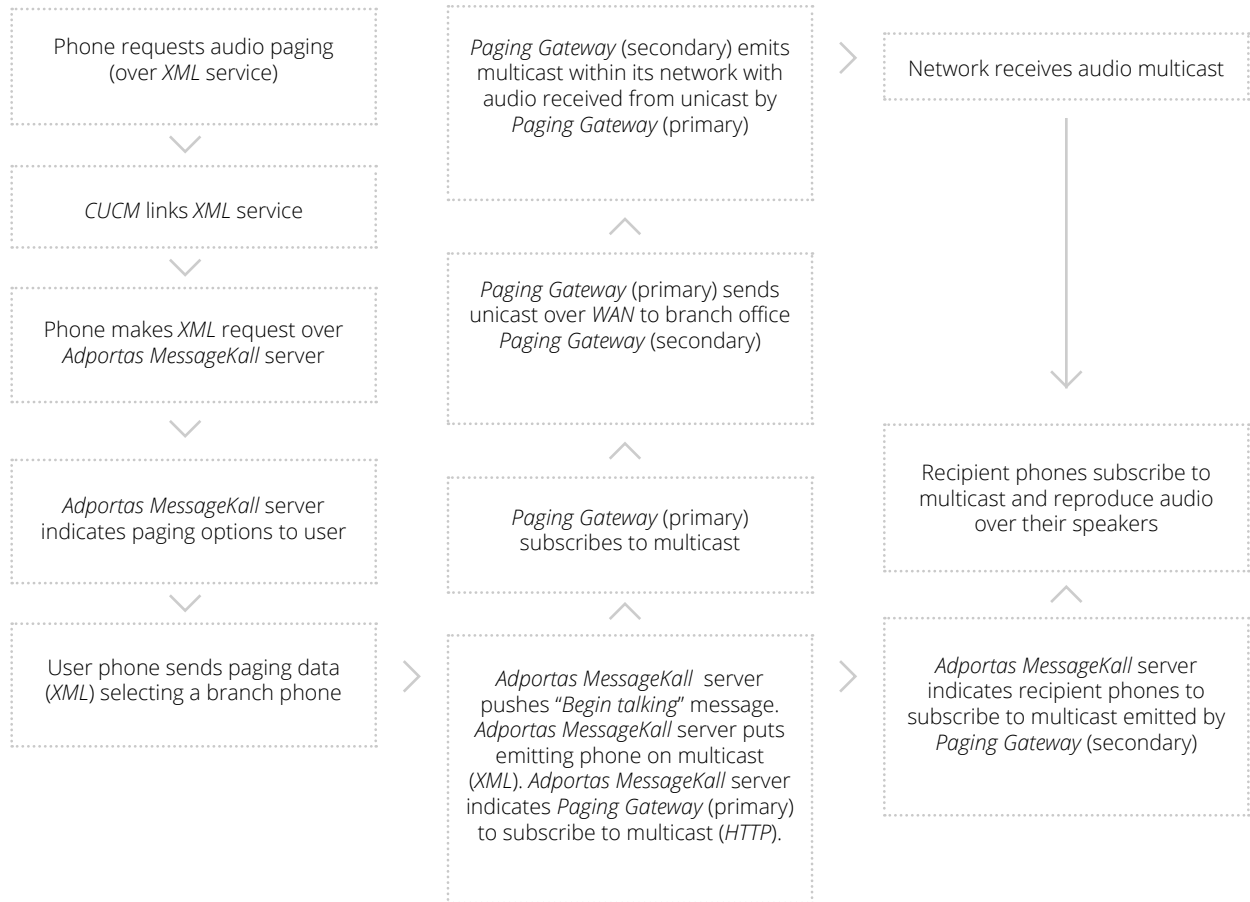 Phone requests audio paging
(over XML service)
CUCM links XML service
Phone makes XML request over
Adportas MessageKall server
Adportas MessageKall server
indicates paging options to user
User phone sends paging data
(XML) selecting a branch phone
Adportas MessageKall server
pushes “Begin talking” message.
Adportas MessageKall server puts
emitting phone on multicast
(XML). Adportas MessageKall server
indicates Paging Gateway (primary)
to subscribe to multicast (HTTP).
Paging Gateway (primary)
subscribes to multicast
Paging Gateway (primary) sends
unicast over WAN to branch office
Paging Gateway (secondary)
Paging Gateway (secondary) emits
multicast within its network with
audio received from unicast by
Paging Gateway (primary)
Network receives audio multicast
Adportas MessageKall server
indicates recipient phones to
subscribe to multicast emitted by
Paging Gateway (secondary)
Recipient phones subscribe to
multicast and reproduce audio
over their speakers